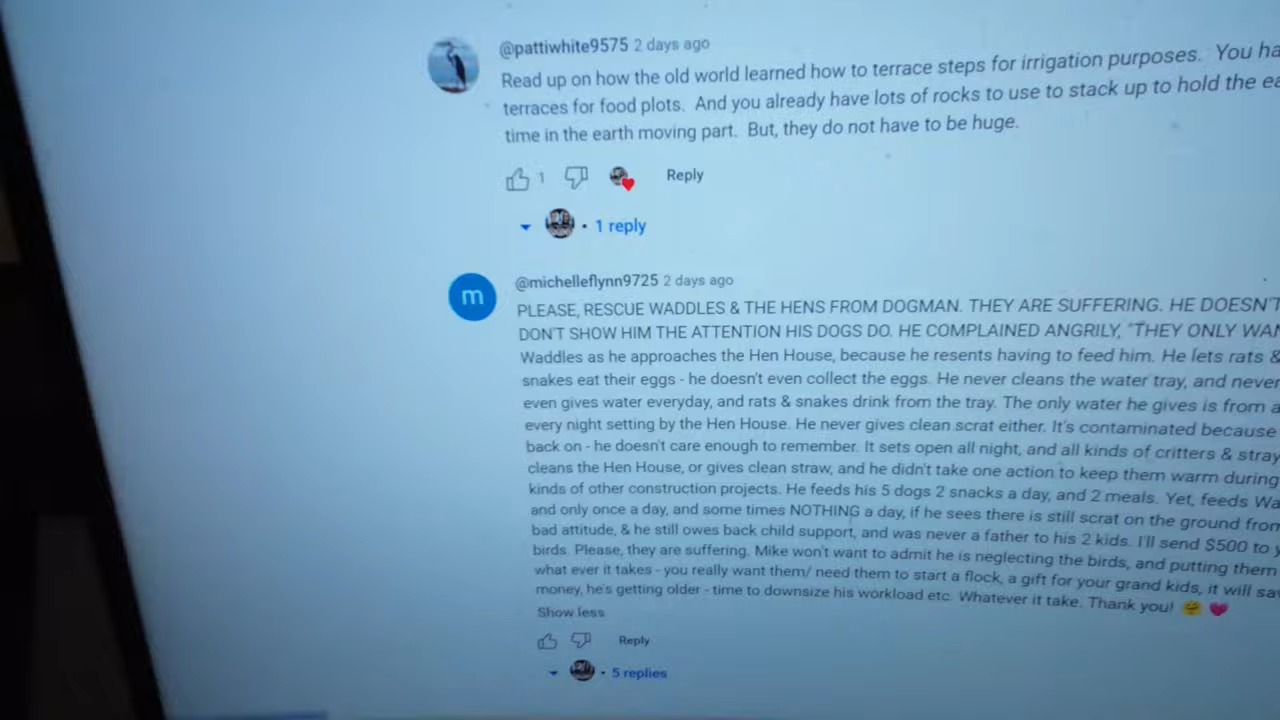 @pattiwhite9575 2 days ago
Read up on how the old world learned how to terrace steps for irrigation purposes. You ha
terraces for food plots. And you already have lots of rocks to use to stack up to hold the ea
time in the earth moving part. But, they do not have to be huge.
1
Reply
1 reply
m
@michelleflynn9725 2 days ago
PLEASE, RESCUE WADDLES & THE HENS FROM DOGMAN. THEY ARE SUFFERING. HE DOESN'T
DON'T SHOW HIM THE ATTENTION HIS DOGS DO. HE COMPLAINED ANGRILY, "THEY ONLY WAN
Waddles as he approaches the Hen House, because he resents having to feed him. He lets rats &
snakes eat their eggs - he doesn't even collect the eggs. He never cleans the water tray, and never
even gives water everyday, and rats & snakes drink from the tray. The only water he gives is from a
every night setting by the Hen House. He never gives clean scrat either. It's contaminated because
back on - he doesn't care enough to remember. It sets open all night, and all kinds of critters & stray
cleans the Hen House, or gives clean straw, and he didn't take one action to keep them warm during
kinds of other construction projects. He feeds his 5 dogs 2 snacks a day, and 2 meals. Yet, feeds Wa
and only once a day, and some times NOTHING a day, if he sees there is still scrat on the ground from
bad attitude, & he still owes back child support, and was never a father to his 2 kids. I'll send $500 to y
birds. Please, they are suffering. Mike won't want to admit he is neglecting the birds, and putting them
what ever it takes - you really want them/ need them to start a flock, a gift for your grand kids, it will sa
money, he's getting older - time to downsize his workload etc. Whatever it take. Thank you! 🤗 💗
Show less
Reply
5 replies